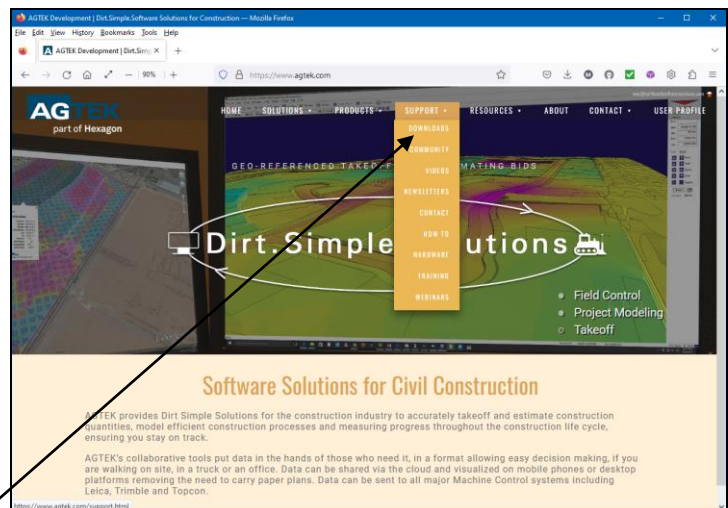 AGTEK Development | Dirt.Simple.Software Solutions for Construction — Mozilla Firefox
File Edit View History Bookmarks Tools Help
AGTEK Development | Dirt.Simp
90%
https://www.agtek.com
AGTEK
part of Hexagon
HOME SOLUTIONS PRODUCTS SUPPORT RESOURCES ABOUT CONTACT USER PROFILE
DOWNLOADS
COMMUNITY
VIDEOS
NEWSLETTERS
CONTACT
HOW TO
HARDWARE
TRAINING
WEBINARS
GEO-REFERENCED TAKEO MATING BIDS
Dirt.Simple utions
Field Control
Project Modeling
Takeoff
Software Solutions for Civil Construction
AGTEK provides Dirt Simple Solutions for the construction industry to accurately takeoff and estimate construction
quantities, model efficient construction processes and measuring progress throughout the construction life cycle,
ensuring you stay on track.
AGTEK's collaborative tools put data in the hands of those who need it, in a format allowing easy decision making, if you
are walking on site, in a truck or an office. Data can be shared via the cloud and visualized on mobile phones or desktop
platforms removing the need to carry paper plans. Data can be sent to all major Machine Control systems including
Leica, Trimble and Topcon.
https://www.agtek.com/support.html